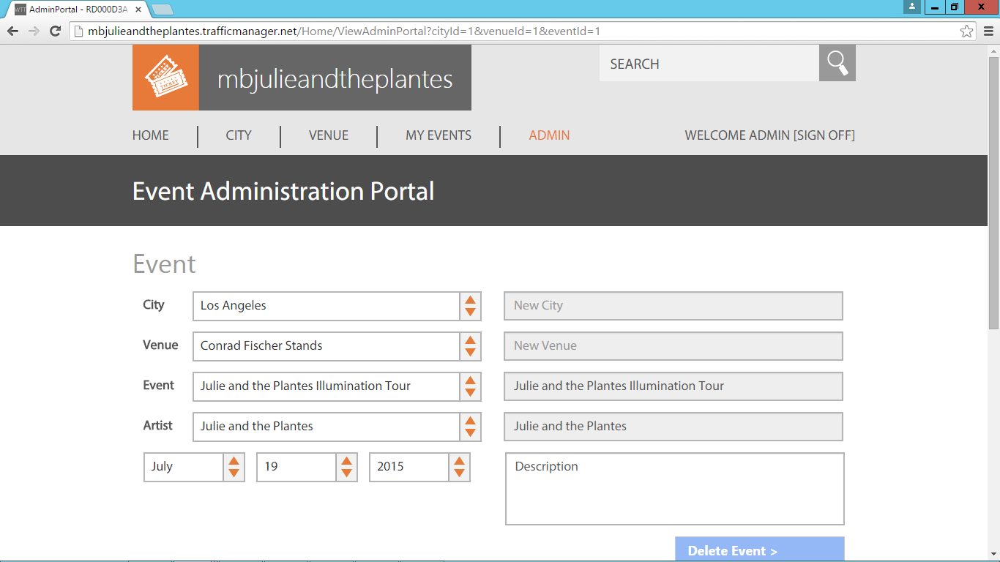 WTT AdminPortal - RD000D3A
mbjulieandtheplantes.trafficmanager.net/Home/ViewAdminPortal?cityId=1&venueId=1&eventId=1
TICKET
mbjulieandtheplantes
SEARCH
HOME CITY VENUE MY EVENTS ADMIN WELCOME ADMIN [SIGN OFF]
Event Administration Portal
Event
City Los Angeles New City
Venue Conrad Fischer Stands New Venue
Event Julie and the Plantes Illumination Tour Julie and the Plantes Illumination Tour
Artist Julie and the Plantes Julie and the Plantes
July 19 2015 Description
Delete Event >